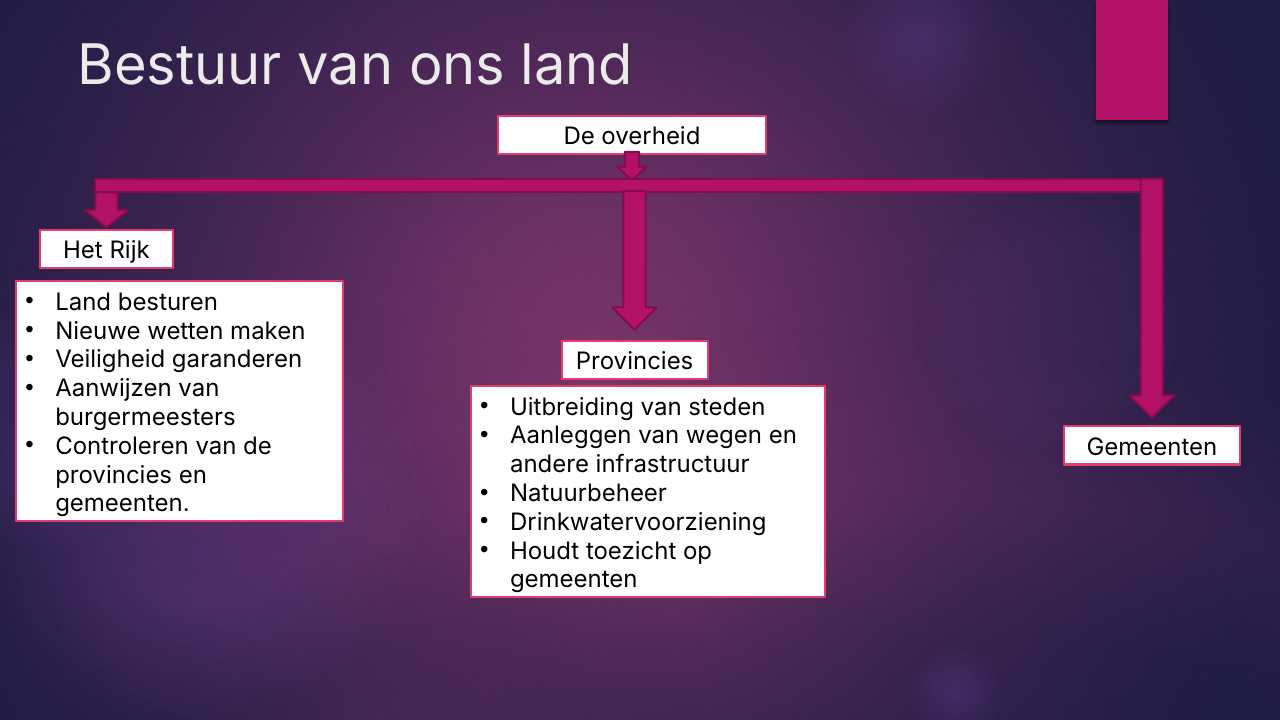 Bestuur van ons land
De overheid
Het Rijk
• Land besturen
• Nieuwe wetten maken
• Veiligheid garanderen
• Aanwijzen van
burgermeesters
• Controleren van de
provincies en
gemeenten.
Provincies
• Uitbreiding van steden
• Aanleggen van wegen en
andere infrastructuur
• Natuurbeheer
• Drinkwatervoorziening
• Houdt toezicht op
gemeenten
Gemeenten